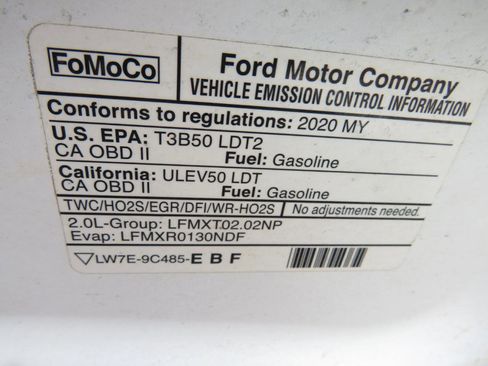 FoMoCo
Ford Motor Company
VEHICLE EMISSION CONTROL INFORMATION
Conforms to regulations: 2020 MY
U.S. EPA: T3B50 LDT2
CA OBD II Fuel: Gasoline
California: ULEV50 LDT
CA OBD II Fuel: Gasoline
TWC/HO2S/EGR/DFI/WR-HO2S No adjustments needed.
2.0L-Group: LFMXT02.02NP
Evap: LFMXR0130NDF
LW7E-9C485-E B F